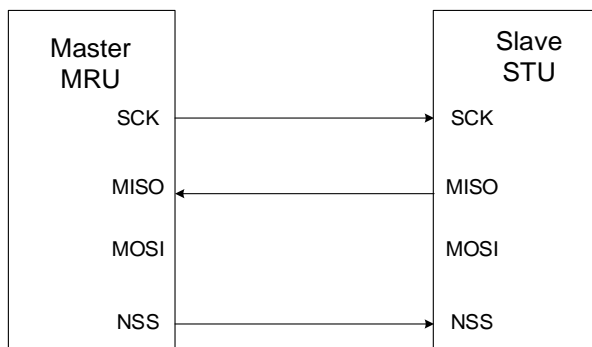 Master
MRU
SCK
MISO
MOSI
NSS
Slave
STU
SCK
MISO
MOSI
NSS